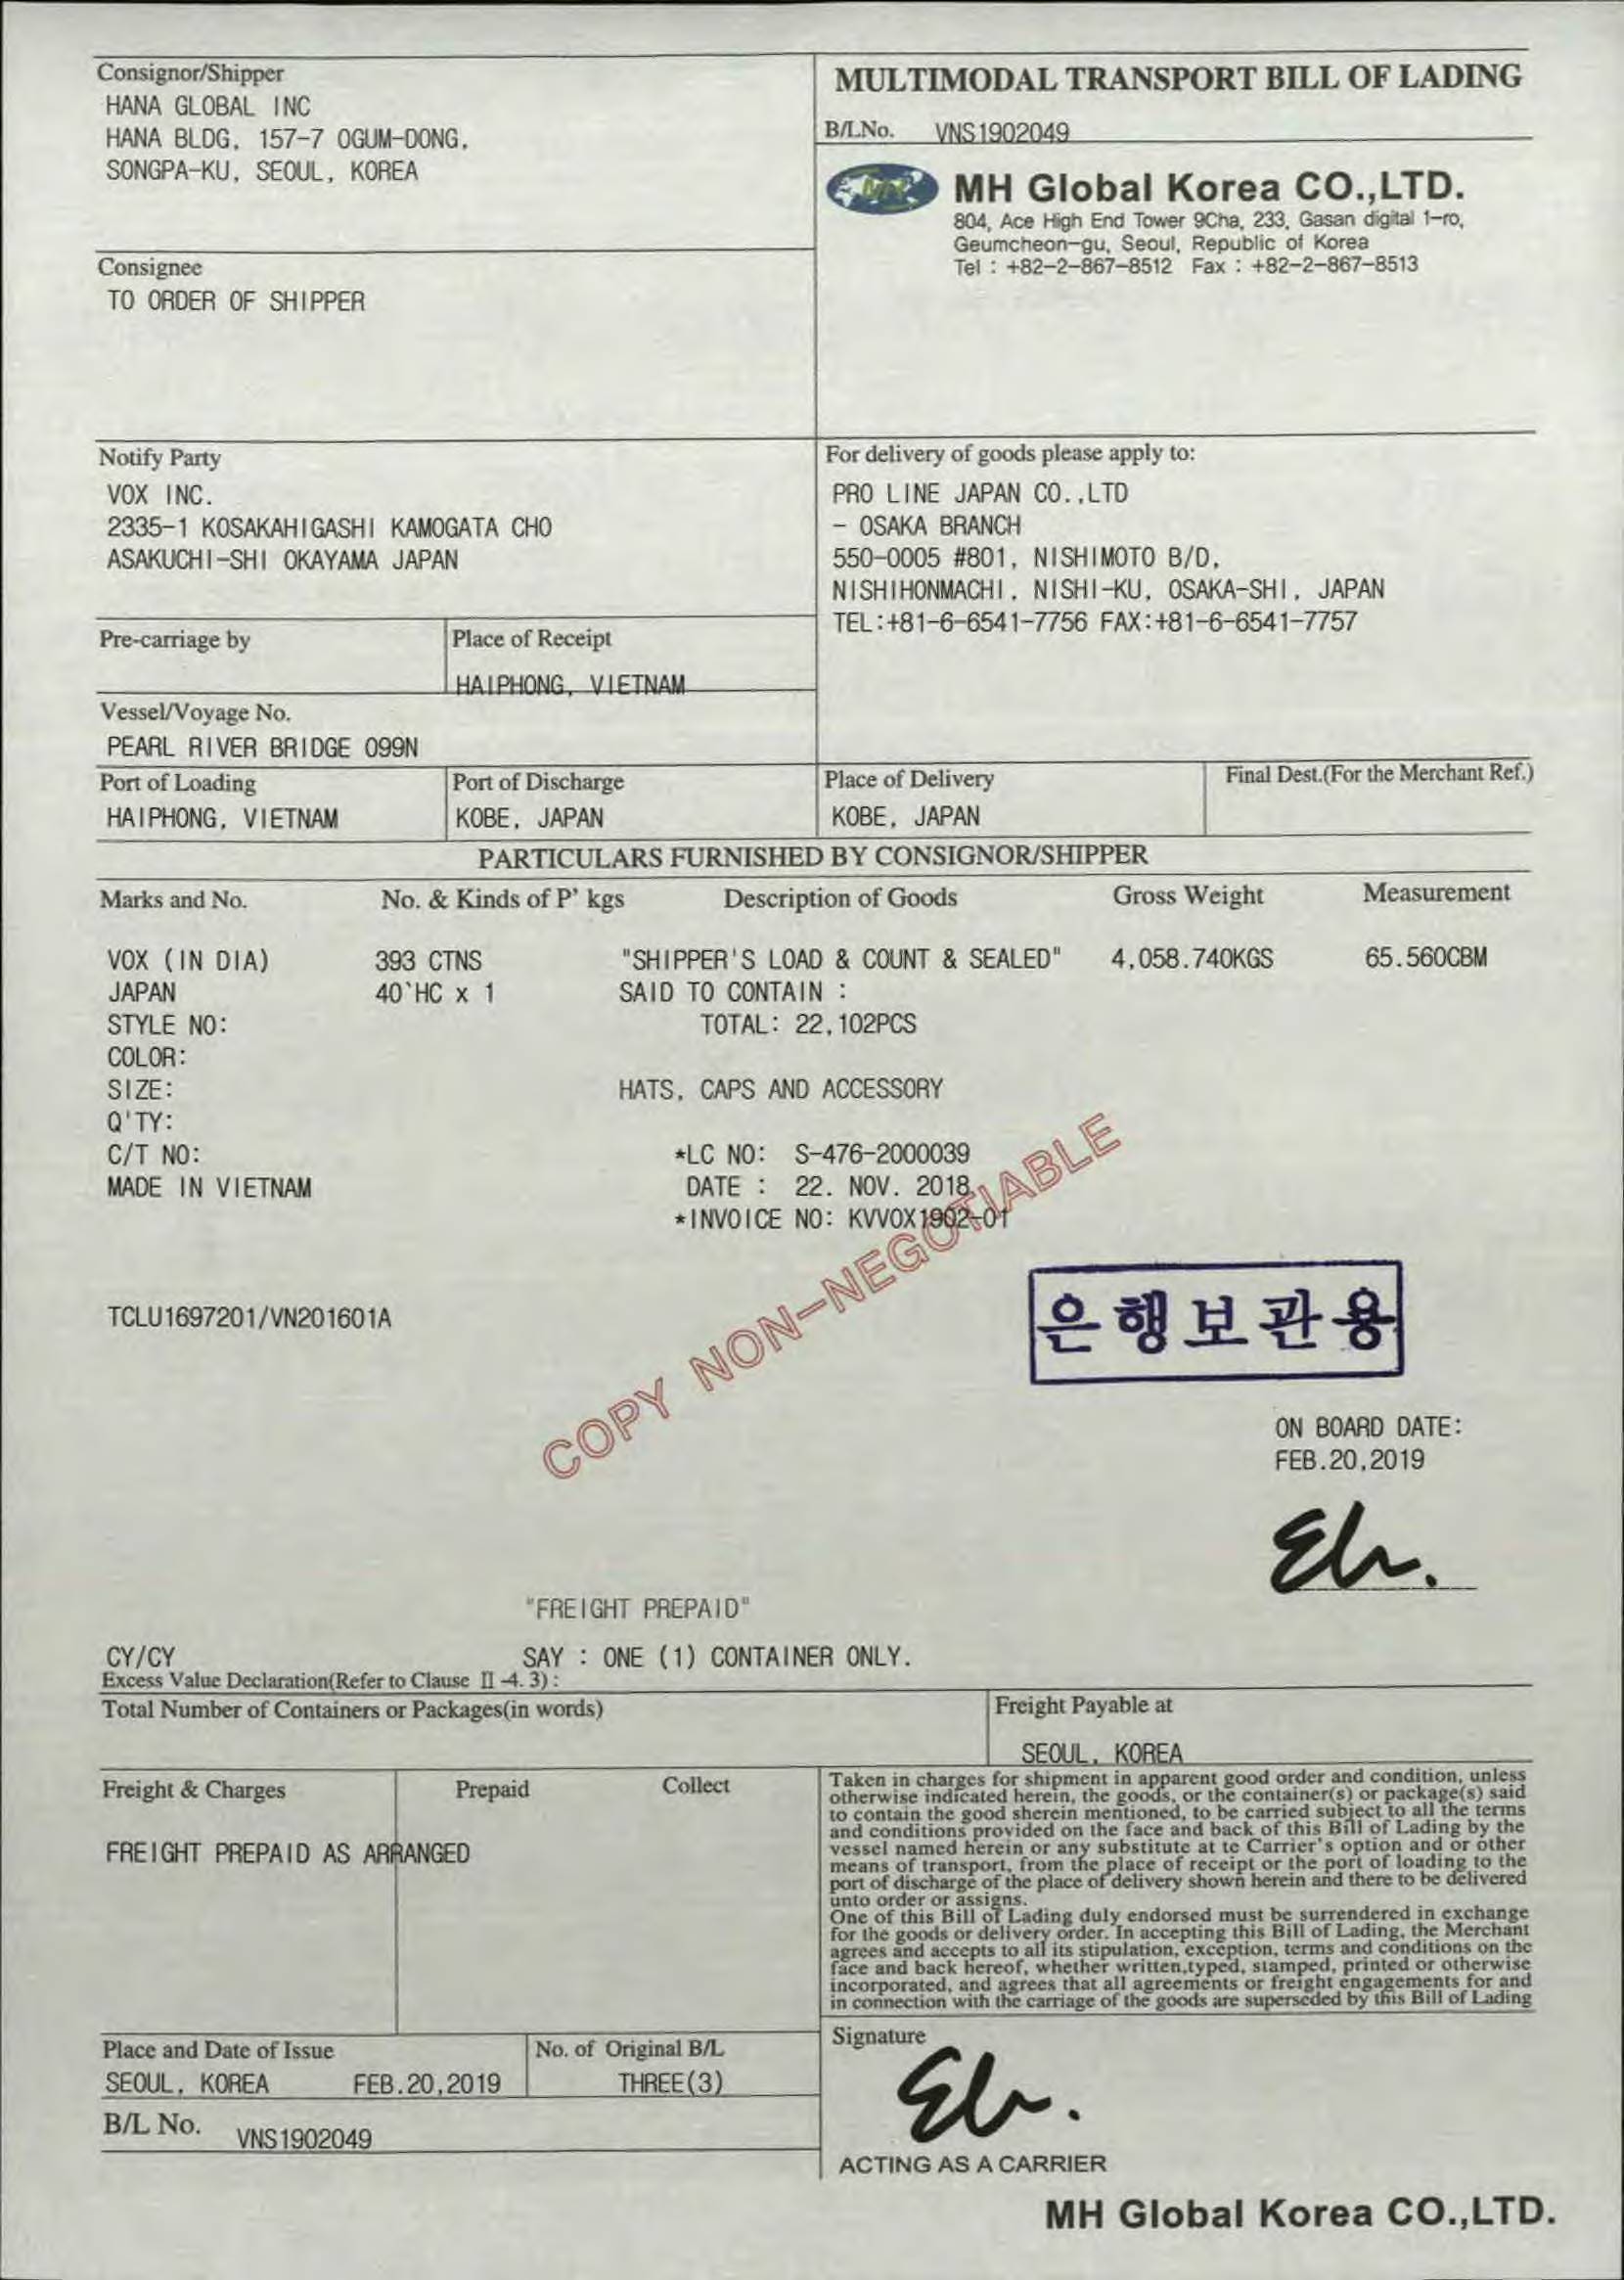 Consignor/Shipper
HANA GLOBAL INC
HANA BLDG, 157-7 OGUM-DONG,
SONGPA-KU, SEOUL, KOREA
MULTIMODAL TRANSPORT BILL OF LADING
B/LNo. VNS1902049
MH Global Korea CO.,LTD.
804, Ace High End Tower 9Cha, 233, Gasan digital 1-ro,
Geumcheon-gu, Seoul, Republic of Korea
Tel : +82-2-867-8512 Fax : +82-2-867-8513
Consignee
TO ORDER OF SHIPPER
Notify Party
VOX INC.
2335-1 KOSAKAHIGASHI KAMOGATA CHO
ASAKUCHI-SHI OKAYAMA JAPAN
For delivery of goods please apply to:
PRO LINE JAPAN CO.,LTD
- OSAKA BRANCH
550-0005 #801, NISHIMOTO B/D,
NISHIHONMACHI, NISHI-KU, OSAKA-SHI, JAPAN
TEL:+81-6-6541-7756 FAX:+81-6-6541-7757
Pre-carriage by
Place of Receipt
HAIPHONG, VIETNAM
Vessel/Voyage No.
PEARL RIVER BRIDGE 099N
Port of Loading
HAIPHONG, VIETNAM
Port of Discharge
KOBE, JAPAN
Place of Delivery
KOBE, JAPAN
Final Dest.(For the Merchant Ref.)
PARTICULARS FURNISHED BY CONSIGNOR/SHIPPER
Marks and No. No. & Kinds of P' kgs Description of Goods Gross Weight Measurement
VOX (IN DIA) 393 CTNS "SHIPPER'S LOAD & COUNT & SEALED" 4,058.740KGS 65.560CBM
JAPAN 40`HC x 1 SAID TO CONTAIN :
STYLE NO: TOTAL: 22,102PCS
COLOR:
SIZE: HATS, CAPS AND ACCESSORY
Q'TY:
C/T NO: *LC NO: S-476-2000039
MADE IN VIETNAM DATE : 22. NOV. 2018
*INVOICE NO: KVVOX1902-01
COPY NON-NEGOTIABLE
TCLU1697201/VN201601A
은행보관용
ON BOARD DATE:
FEB.20,2019
"FREIGHT PREPAID"
CY/CY SAY : ONE (1) CONTAINER ONLY.
Excess Value Declaration(Refer to Clause II -4. 3) :
Total Number of Containers or Packages(in words)
Freight Payable at
SEOUL, KOREA
Freight & Charges Prepaid Collect
FREIGHT PREPAID AS ARRANGED
Taken in charges for shipment in apparent good order and condition, unless
otherwise indicated herein, the goods, or the container(s) or package(s) said
to contain the good sherein mentioned, to be carried subject to all the terms
and conditions provided on the face and back of this Bill of Lading by the
vessel named herein or any substitute at te Carrier's option and or other
means of transport, from the place of receipt or the port of loading to the
port of discharge of the place of delivery shown herein and there to be delivered
unto order or assigns.
One of this Bill of Lading duly endorsed must be surrendered in exchange
for the goods or delivery order. In accepting this Bill of Lading, the Merchant
agrees and accepts to all its stipulation, exception, terms and conditions on the
face and back hereof, whether written,typed, stamped, printed or otherwise
incorporated, and agrees that all agreements or freight engagements for and
in connection with the carriage of the goods are superseded by this Bill of Lading
Place and Date of Issue
SEOUL, KOREA FEB.20,2019
No. of Original B/L
THREE(3)
B/L No. VNS1902049
Signature
ACTING AS A CARRIER
MH Global Korea CO.,LTD.